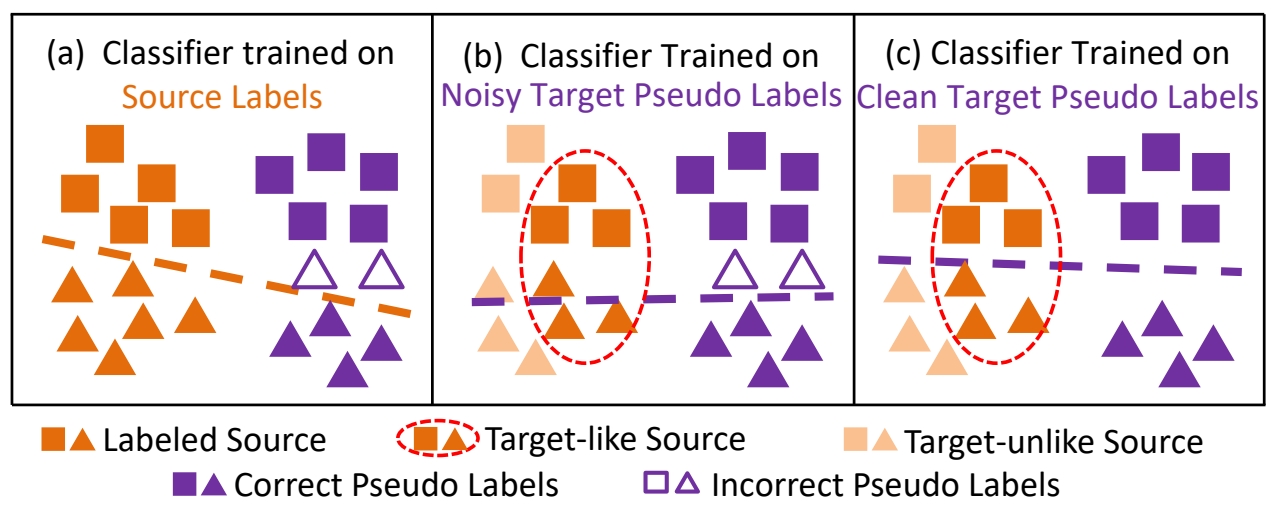 (a) Classifier trained on
Source Labels
(b) Classifier Trained on
Noisy Target Pseudo Labels
(c) Classifier Trained on
Clean Target Pseudo Labels
Labeled Source
Target-like Source
Target-unlike Source
Correct Pseudo Labels
Incorrect Pseudo Labels